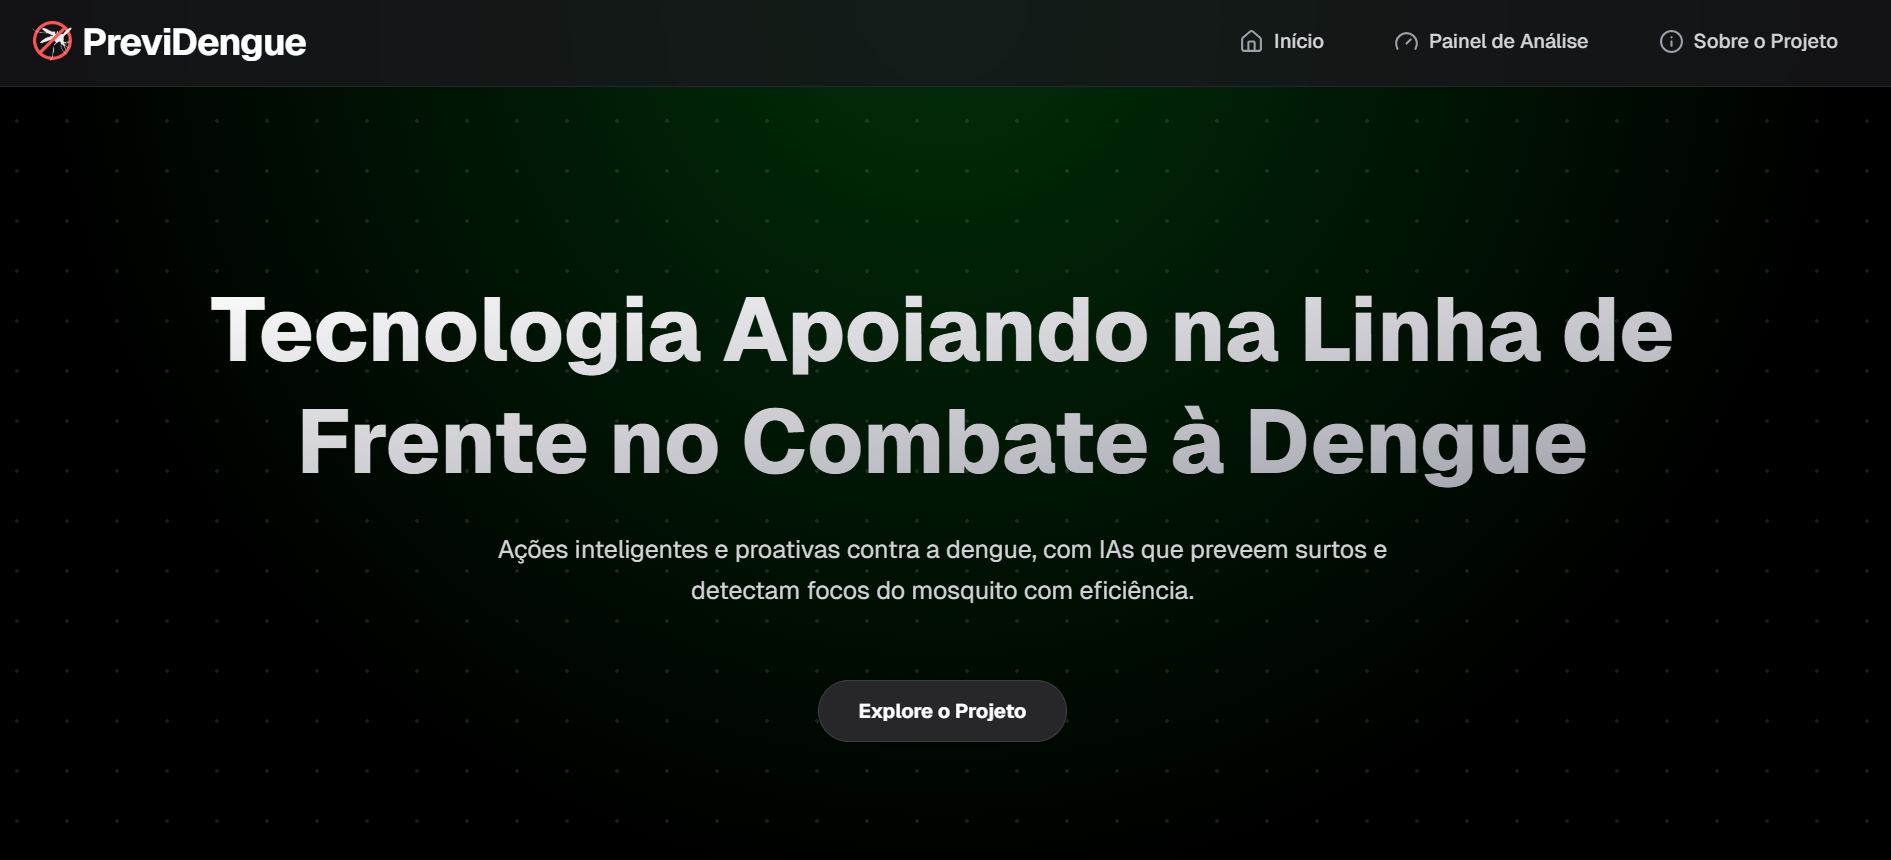 PreviDengue
Início
Painel de Análise
Sobre o Projeto
Tecnologia Apoiando na Linha de
Frente no Combate à Dengue
Ações inteligentes e proativas contra a dengue, com IAs que preveem surtos e
detectam focos do mosquito com eficiência.
Explore o Projeto